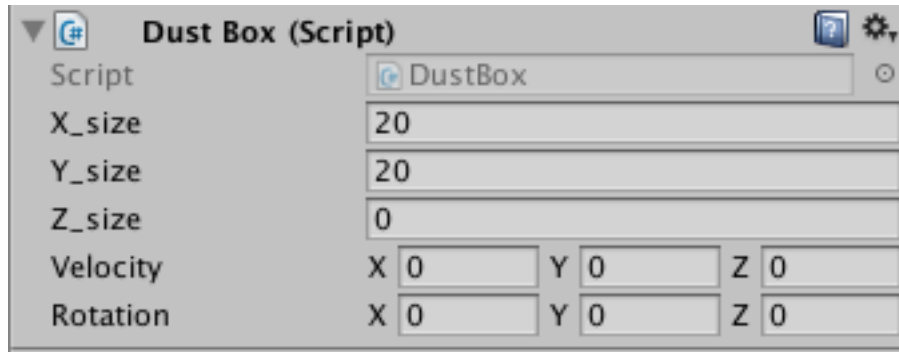 Dust Box (Script)
Script DustBox
X_size 20
Y_size 20
Z_size 0
Velocity X 0 Y 0 Z 0
Rotation X 0 Y 0 Z 0